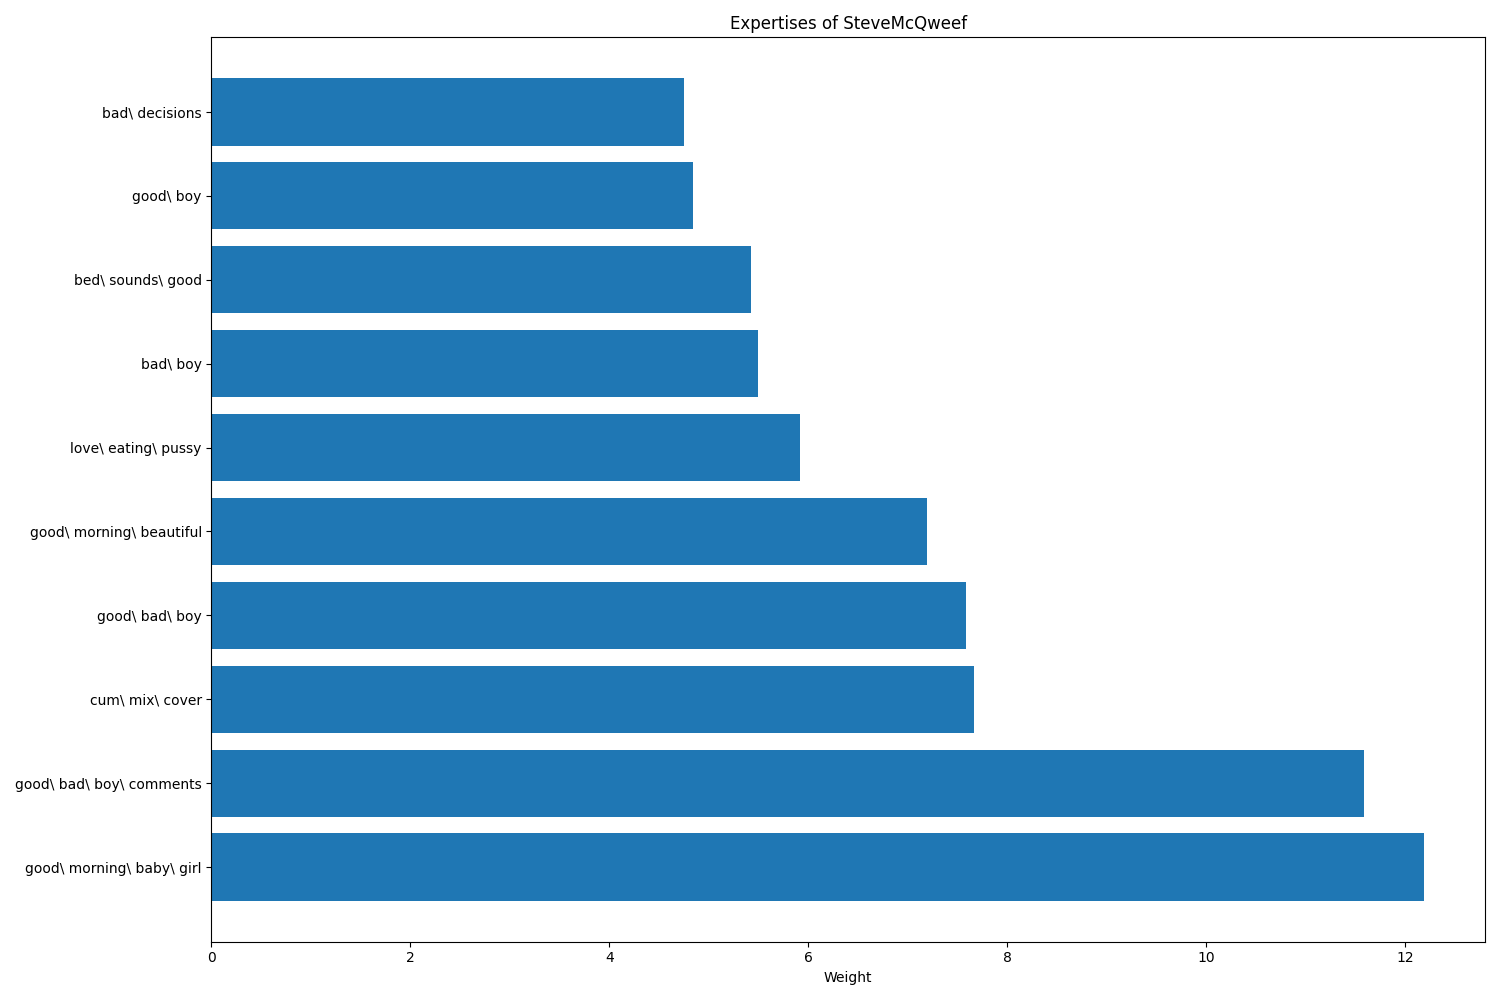 Expertises of SteveMcQweef
bad\ decisions
good\ boy
bed\ sounds\ good
bad\ boy
love\ eating\ pussy
good\ morning\ beautiful
good\ bad\ boy
cum\ mix\ cover
good\ bad\ boy\ comments
good\ morning\ baby\ girl
0 2 4 6 8 10 12
Weight